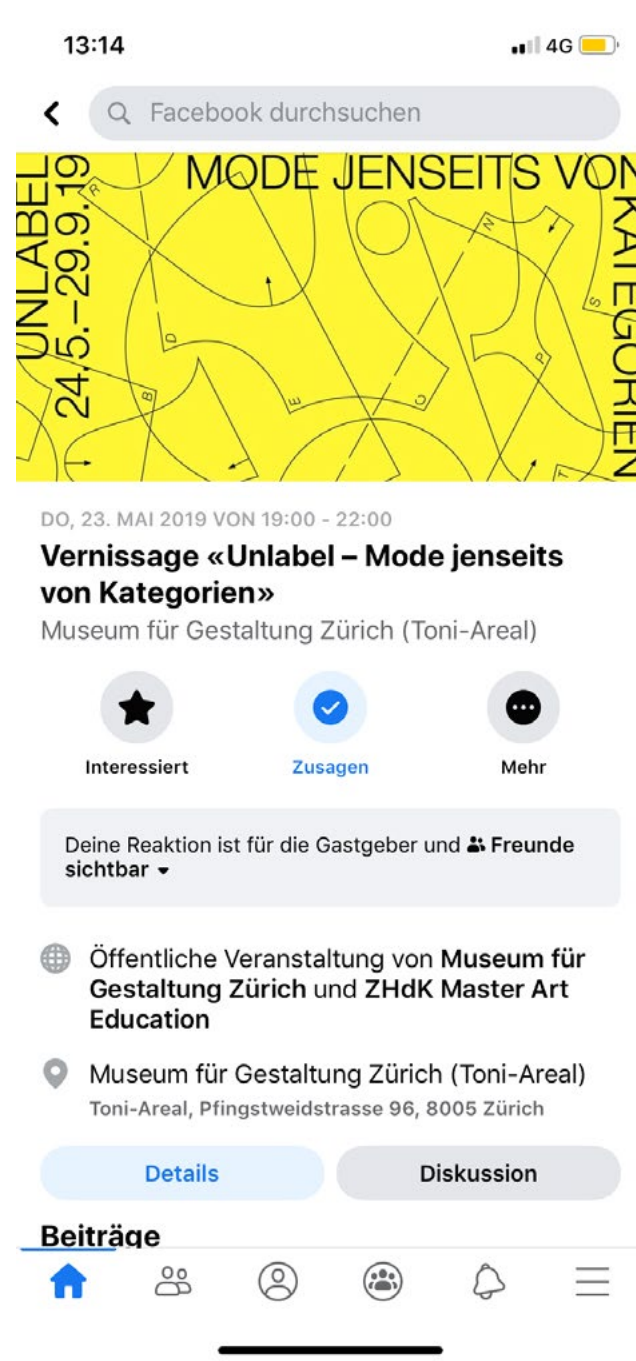 13:14
4G
Facebook durchsuchen
MODE JENSEITS VON
KATEGORIEN
UNLABEL
24.5.–29.9.19
R
D
B
E
C
N
P
S
T
DO, 23. MAI 2019 VON 19:00 - 22:00
Vernissage «Unlabel – Mode jenseits
von Kategorien»
Museum für Gestaltung Zürich (Toni-Areal)
Interessiert
Zusagen
Mehr
Deine Reaktion ist für die Gastgeber und Freunde
sichtbar
Öffentliche Veranstaltung von Museum für
Gestaltung Zürich und ZHdK Master Art
Education
Museum für Gestaltung Zürich (Toni-Areal)
Toni-Areal, Pfingstweidstrasse 96, 8005 Zürich
Details
Diskussion
Beiträge